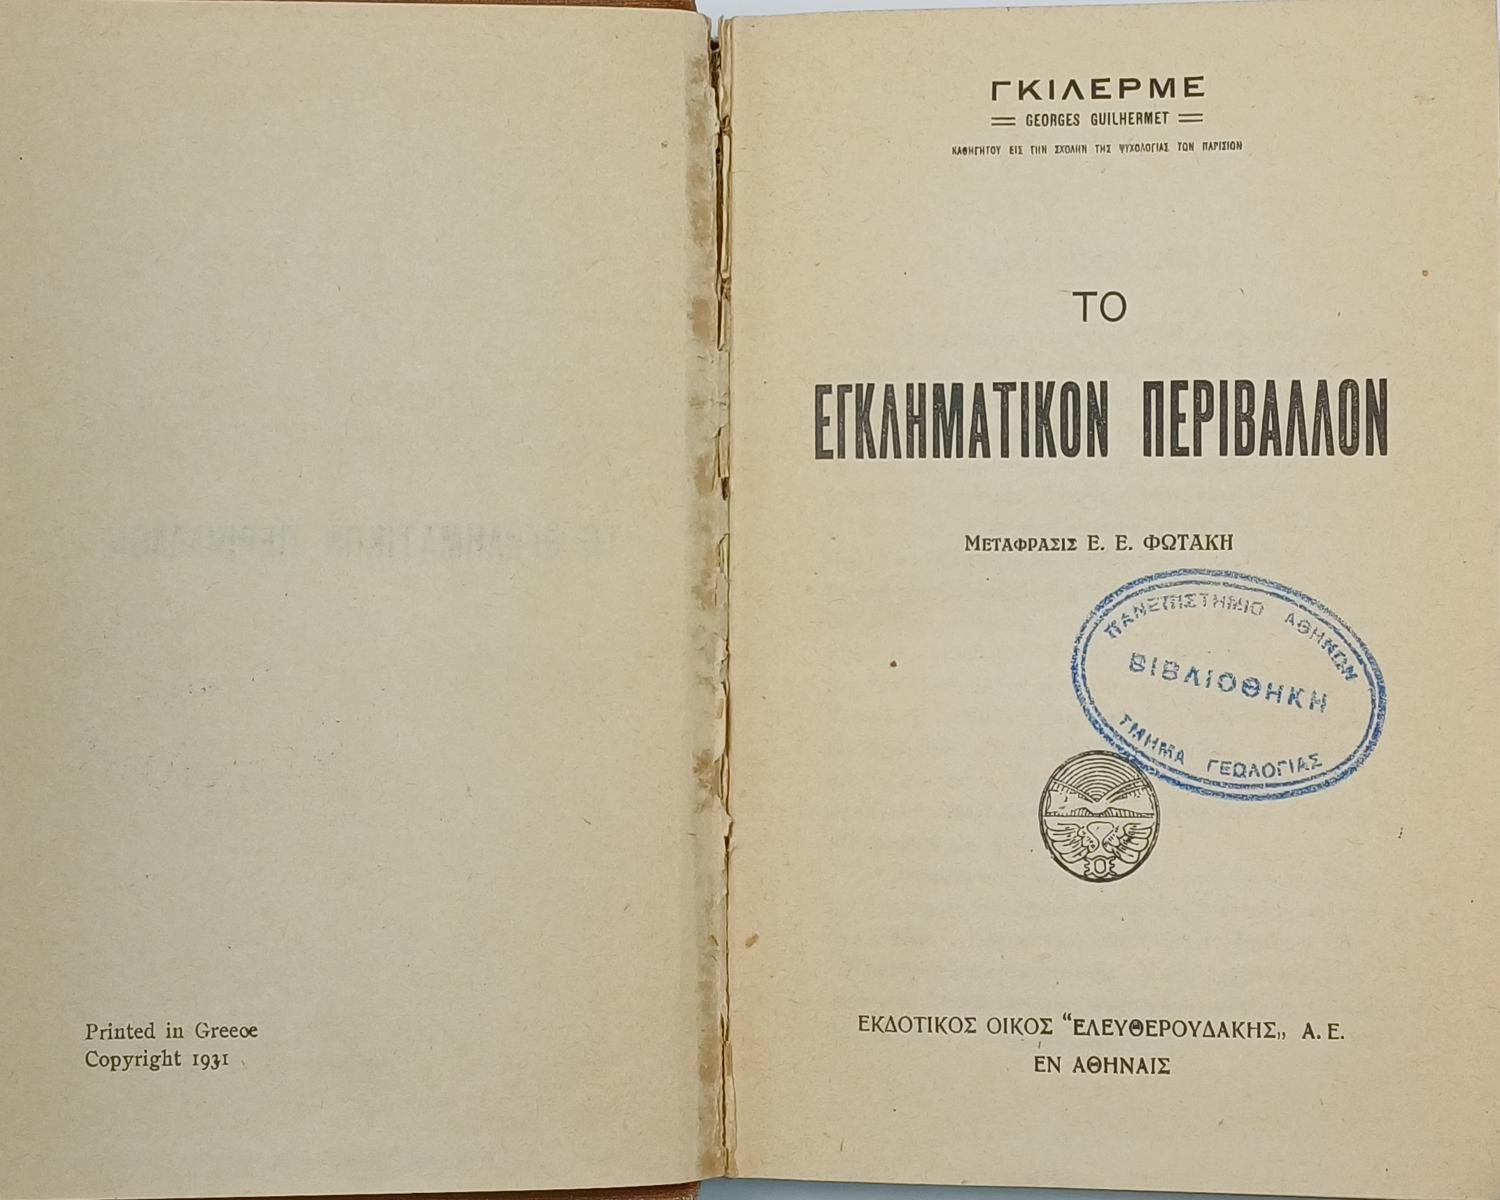 Printed in Greeoe
Copyright 1931
ΓΚΙΛΕΡΜΕ
GEORGES GUILHERMET
ΚΑΘΗΓΗΤΟΥ ΕΙΣ ΤΗΝ ΣΧΟΛΗΝ ΤΗΣ ΨΥΧΟΛΟΓΙΑΣ ΤΩΝ ΠΑΡΙΣΙΩΝ
ΤΟ
ΕΓΚΛΗΜΑΤΙΚΟΝ ΠΕΡΙΒΑΛΛΟΝ
ΜΕΤΑΦΡΑΣΙΣ Ε. Ε. ΦΩΤΑΚΗ
ΠΑΝΕΠΙΣΤΗΜΙΟ ΑΘΗΝΩΝ
ΒΙΒΛΙΟΘΗΚΗ
ΤΜΗΜΑ ΓΕΩΛΟΓΙΑΣ
ΕΚΔΟΤΙΚΟΣ ΟΙΚΟΣ “ΕΛΕΥΘΕΡΟΥΔΑΚΗΣ„ Α. Ε.
ΕΝ ΑΘΗΝΑΙΣ